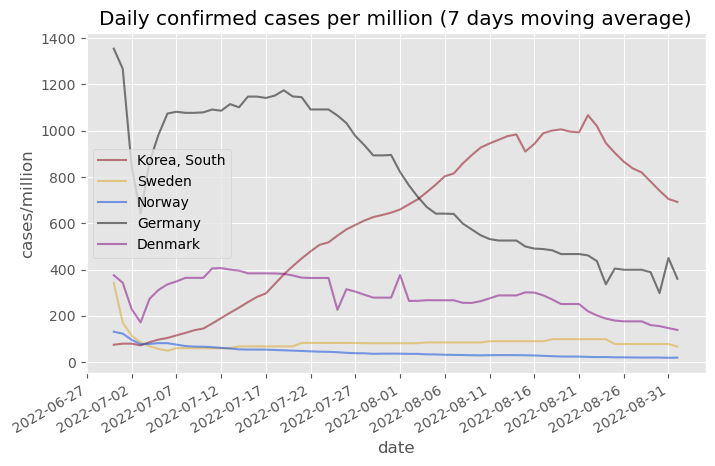 Daily confirmed cases per million (7 days moving average)
1400
1200
1000
800
600
400
200
0
cases/million
Korea, South
Sweden
Norway
Germany
Denmark
2022-06-27
2022-07-02
2022-07-07
2022-07-12
2022-07-17
2022-07-22
2022-07-27
2022-08-01
2022-08-06
2022-08-11
2022-08-16
2022-08-21
2022-08-26
2022-08-31
date